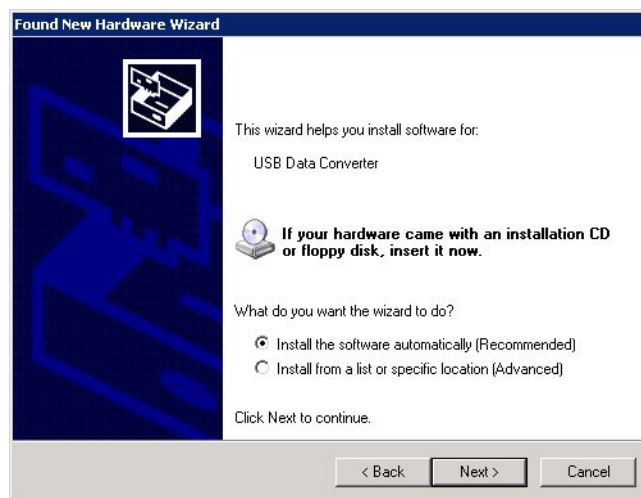 Found New Hardware Wizard
This wizard helps you install software for:
USB Data Converter
If your hardware came with an installation CD
or floppy disk, insert it now.
What do you want the wizard to do?
Install the software automatically (Recommended)
Install from a list or specific location (Advanced)
Click Next to continue.
< Back
Next >
Cancel